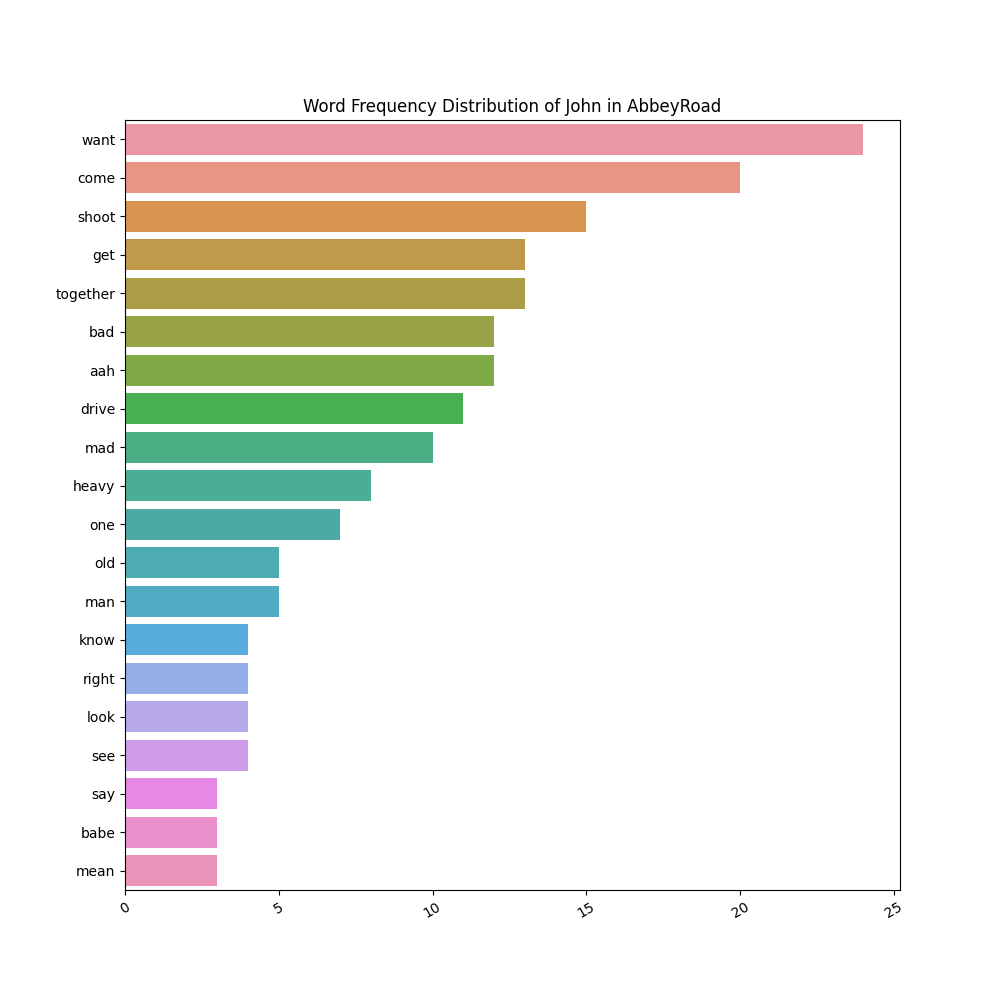 Word Frequency Distribution of John in AbbeyRoad
want
come
shoot
get
together
bad
aah
drive
mad
heavy
one
old
man
know
right
look
see
say
babe
mean
0 5 10 15 20 25